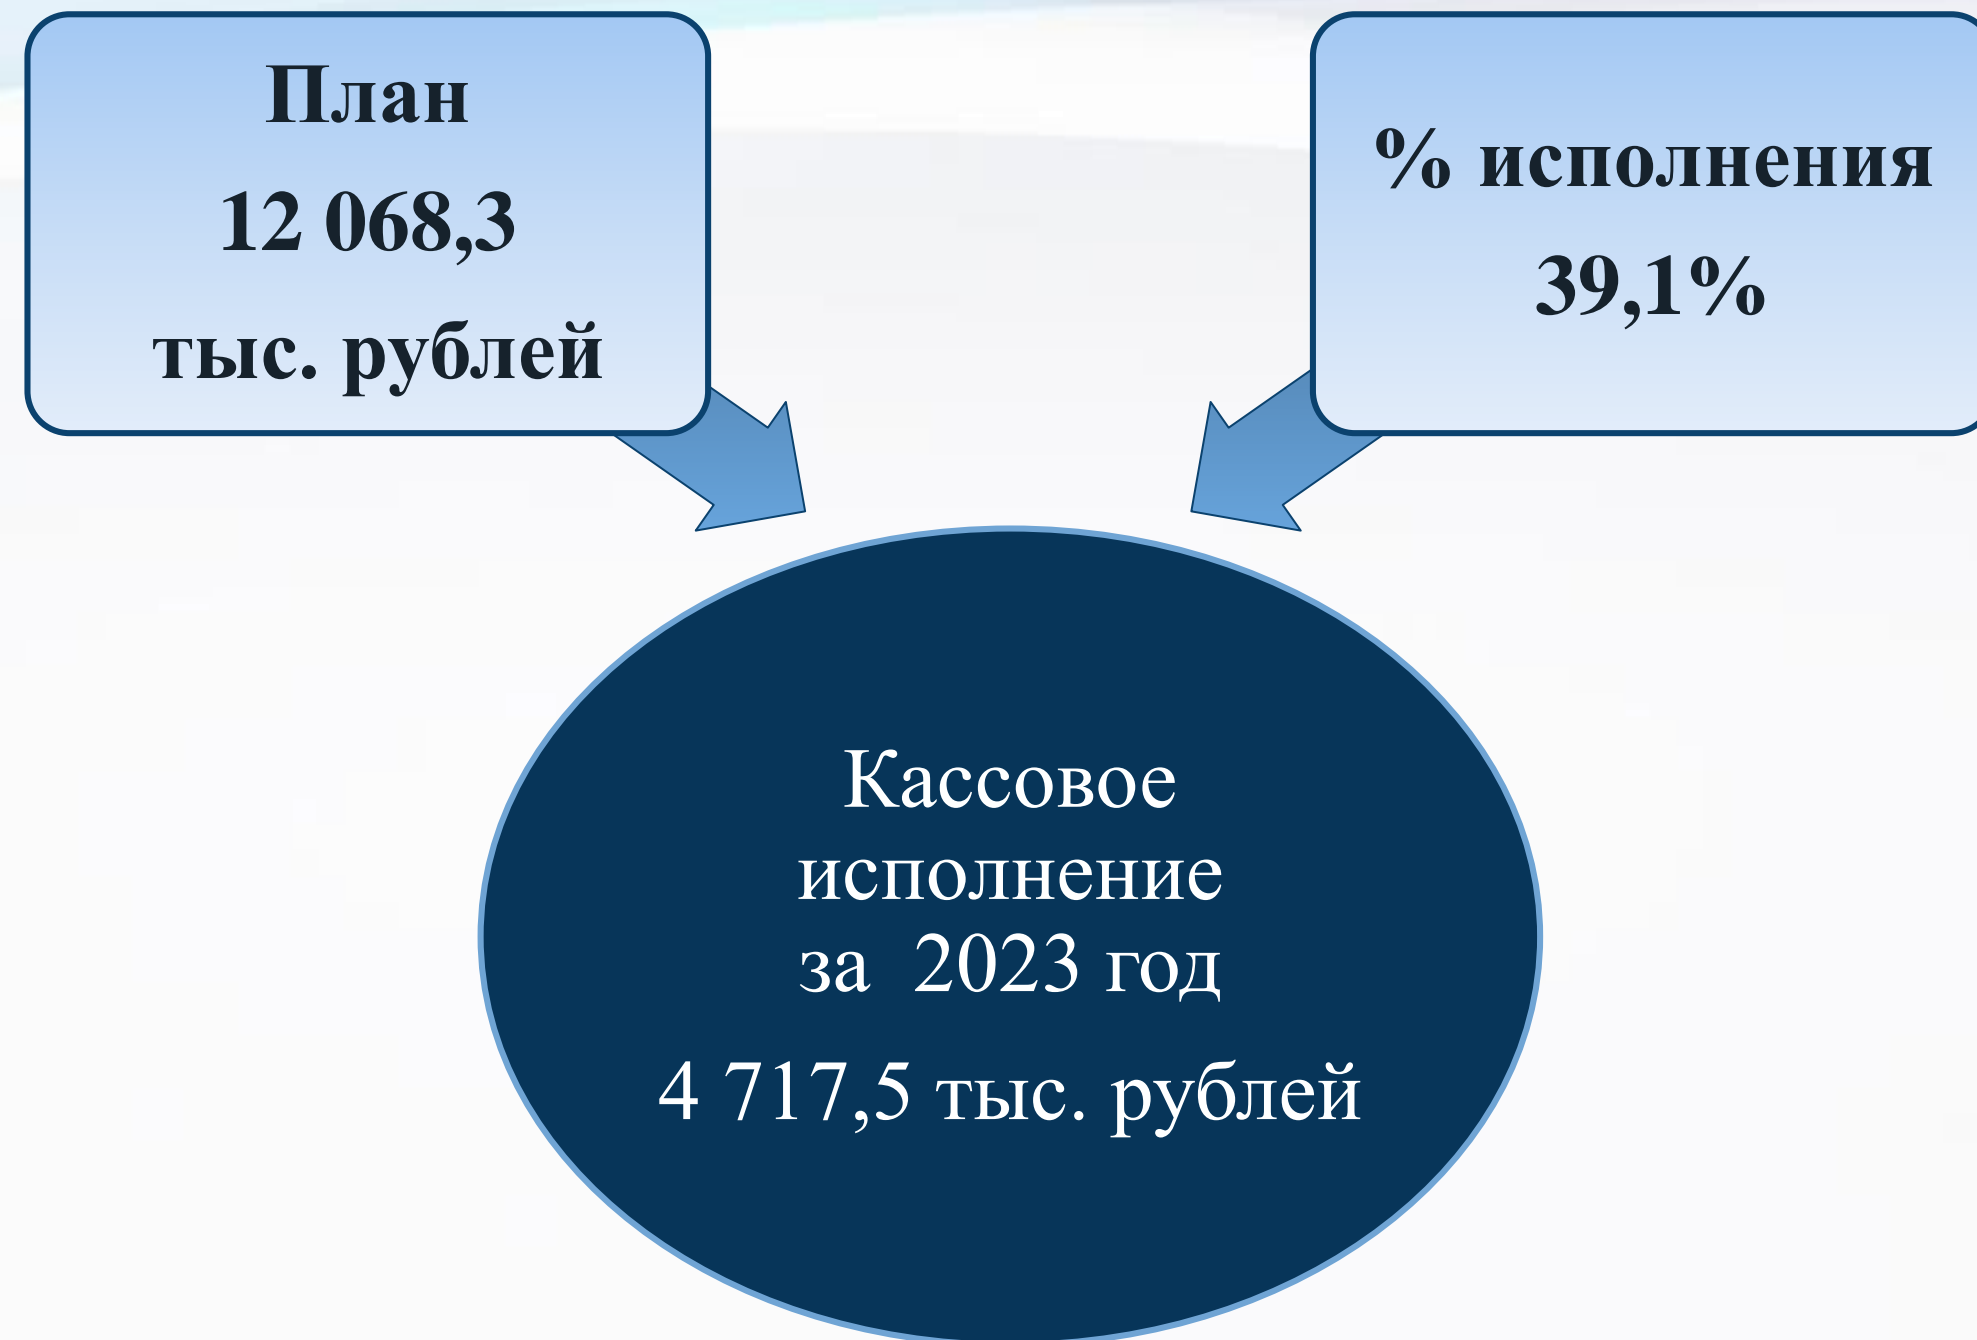 План
12 068,3
тыс. рублей
% исполнения
39,1%
Кассовое
исполнение
за  2023 год
4 717,5 тыс. рублей